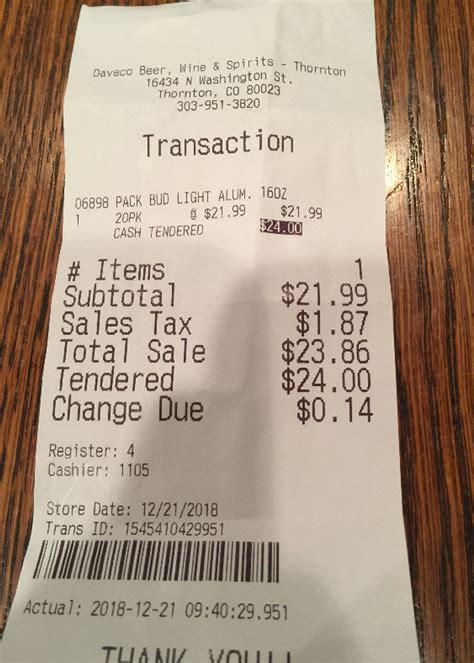 Daveco Beer, Wine & Spirits - Thornton
16434 N Washington St.
Thornton, CO 80023
303-951-3820
Transaction
06898 PACK BUD LIGHT ALUM. 16OZ
1 20PK @ $21.99 $21.99
CASH TENDERED $24.00
# Items 1
Subtotal $21.99
Sales Tax $1.87
Total Sale $23.86
Tendered $24.00
Change Due $0.14
Register: 4
Cashier: 1105
Store Date: 12/21/2018
Trans ID: 1545410429951
Actual: 2018-12-21 09:40:29.951
THANK YOU!!